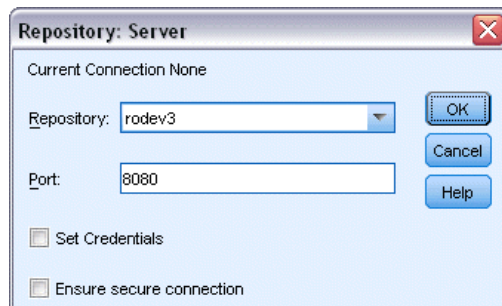 Repository: Server
Current Connection None
Repository: rodev3
OK
Cancel
Port: 8080
Help
Set Credentials
Ensure secure connection